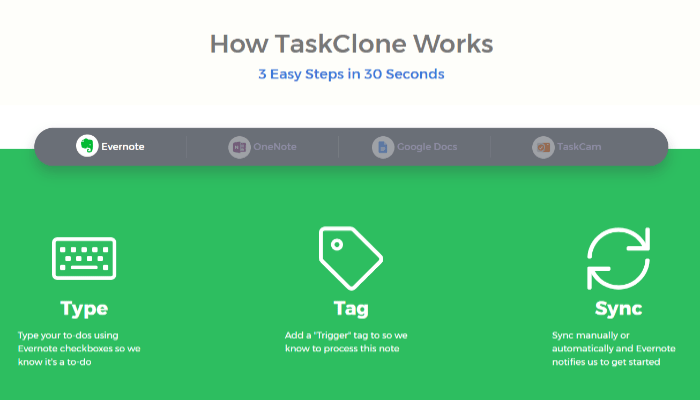 How TaskClone Works
3 Easy Steps in 30 Seconds
Evernote
OneNote
Google Docs
TaskCam
Type
Type your to-dos using
Evernote checkboxes so we
know it's a to-do
Tag
Add a "Trigger" tag to so we
know to process this note
Sync
Sync manually or
automatically and Evernote
notifies us to get started